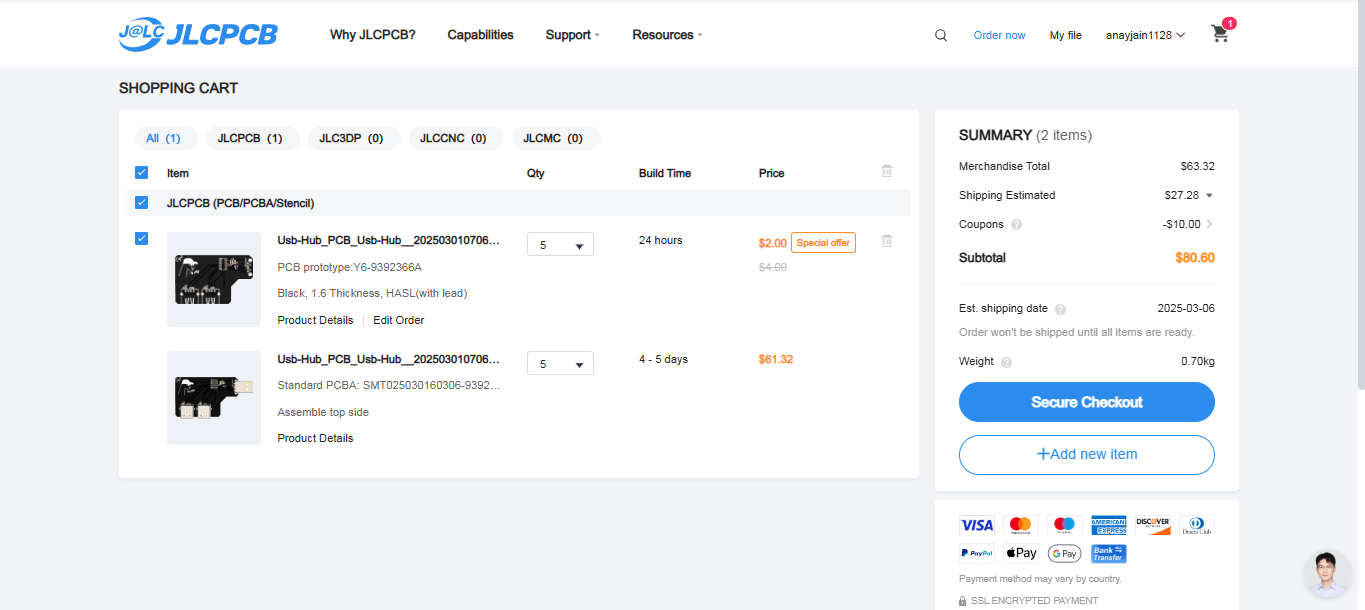 J@LC JLCPCB
Why JLCPCB? Capabilities Support Resources
Order now My file anayjain1128 1
SHOPPING CART
All (1) JLCPCB (1) JLC3DP (0) JLCCNC (0) JLCMC (0)
Item Qty Build Time Price
JLCPCB (PCB/PCBA/Stencil)
Usb-Hub_PCB_Usb-Hub__202503010706... 5 24 hours $2.00 Special offer
PCB prototype:Y6-9392366A $4.00
Black, 1.6 Thickness, HASL(with lead)
Product Details Edit Order
Usb-Hub_PCB_Usb-Hub__202503010706... 5 4 - 5 days $61.32
Standard PCBA: SMT025030160306-9392...
Assemble top side
Product Details
SUMMARY (2 items)
Merchandise Total $63.32
Shipping Estimated $27.28
Coupons ? -$10.00
Subtotal $80.60
Est. shipping date ? 2025-03-06
Order won't be shipped until all items are ready.
Weight ? 0.70kg
Secure Checkout
+Add new item
VISA AMERICAN EXPRESS DISCOVER Diners Club
PayPal Pay G Pay Bank Transfer
Payment method may vary by country.
SSL ENCRYPTED PAYMENT